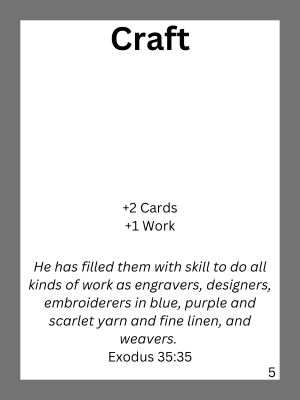 Craft
+2 Cards
+1 Work
He has filled them with skill to do all
kinds of work as engravers, designers,
embroiderers in blue, purple and
scarlet yarn and fine linen, and
weavers.
Exodus 35:35
5